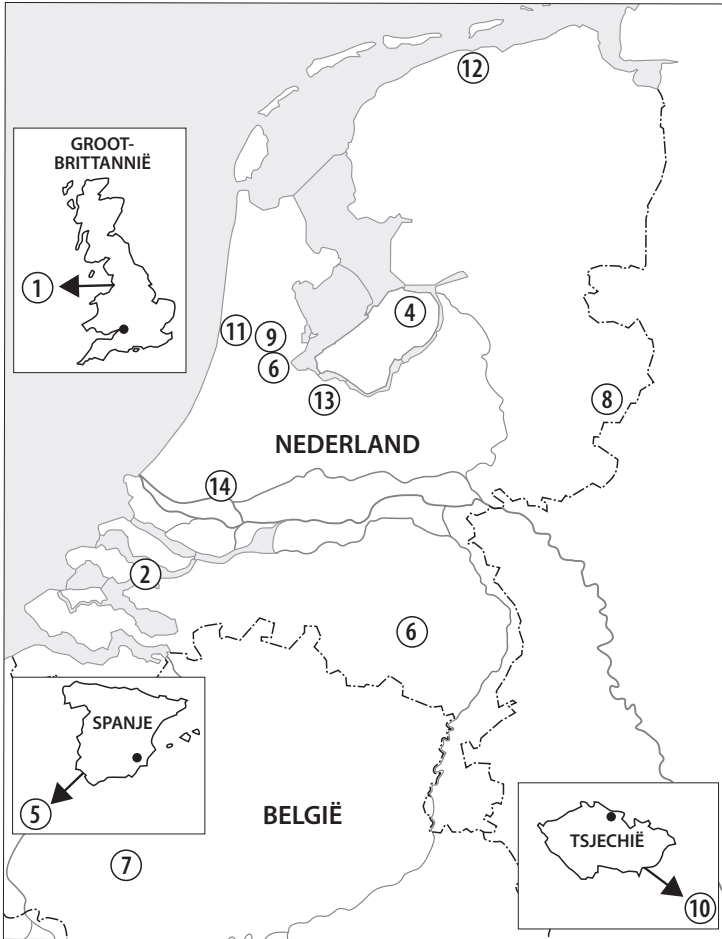 12
GROOT-
BRITTANNIË
1
4
11
9
6
13
8
NEDERLAND
14
2
6
SPANJE
5
BELGIË
TSJECHIË
7
10